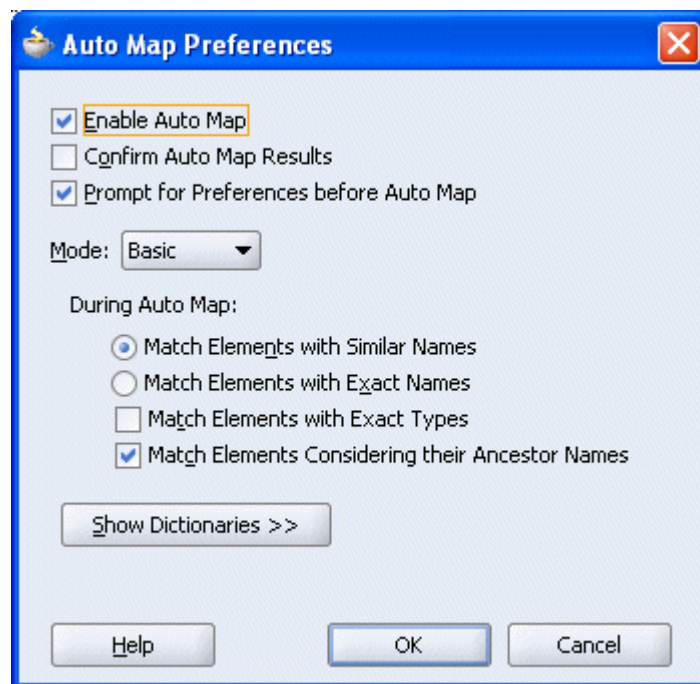 Auto Map Preferences
Enable Auto Map
Confirm Auto Map Results
Prompt for Preferences before Auto Map
Mode: Basic
During Auto Map:
Match Elements with Similar Names
Match Elements with Exact Names
Match Elements with Exact Types
Match Elements Considering their Ancestor Names
Show Dictionaries >>
Help OK Cancel